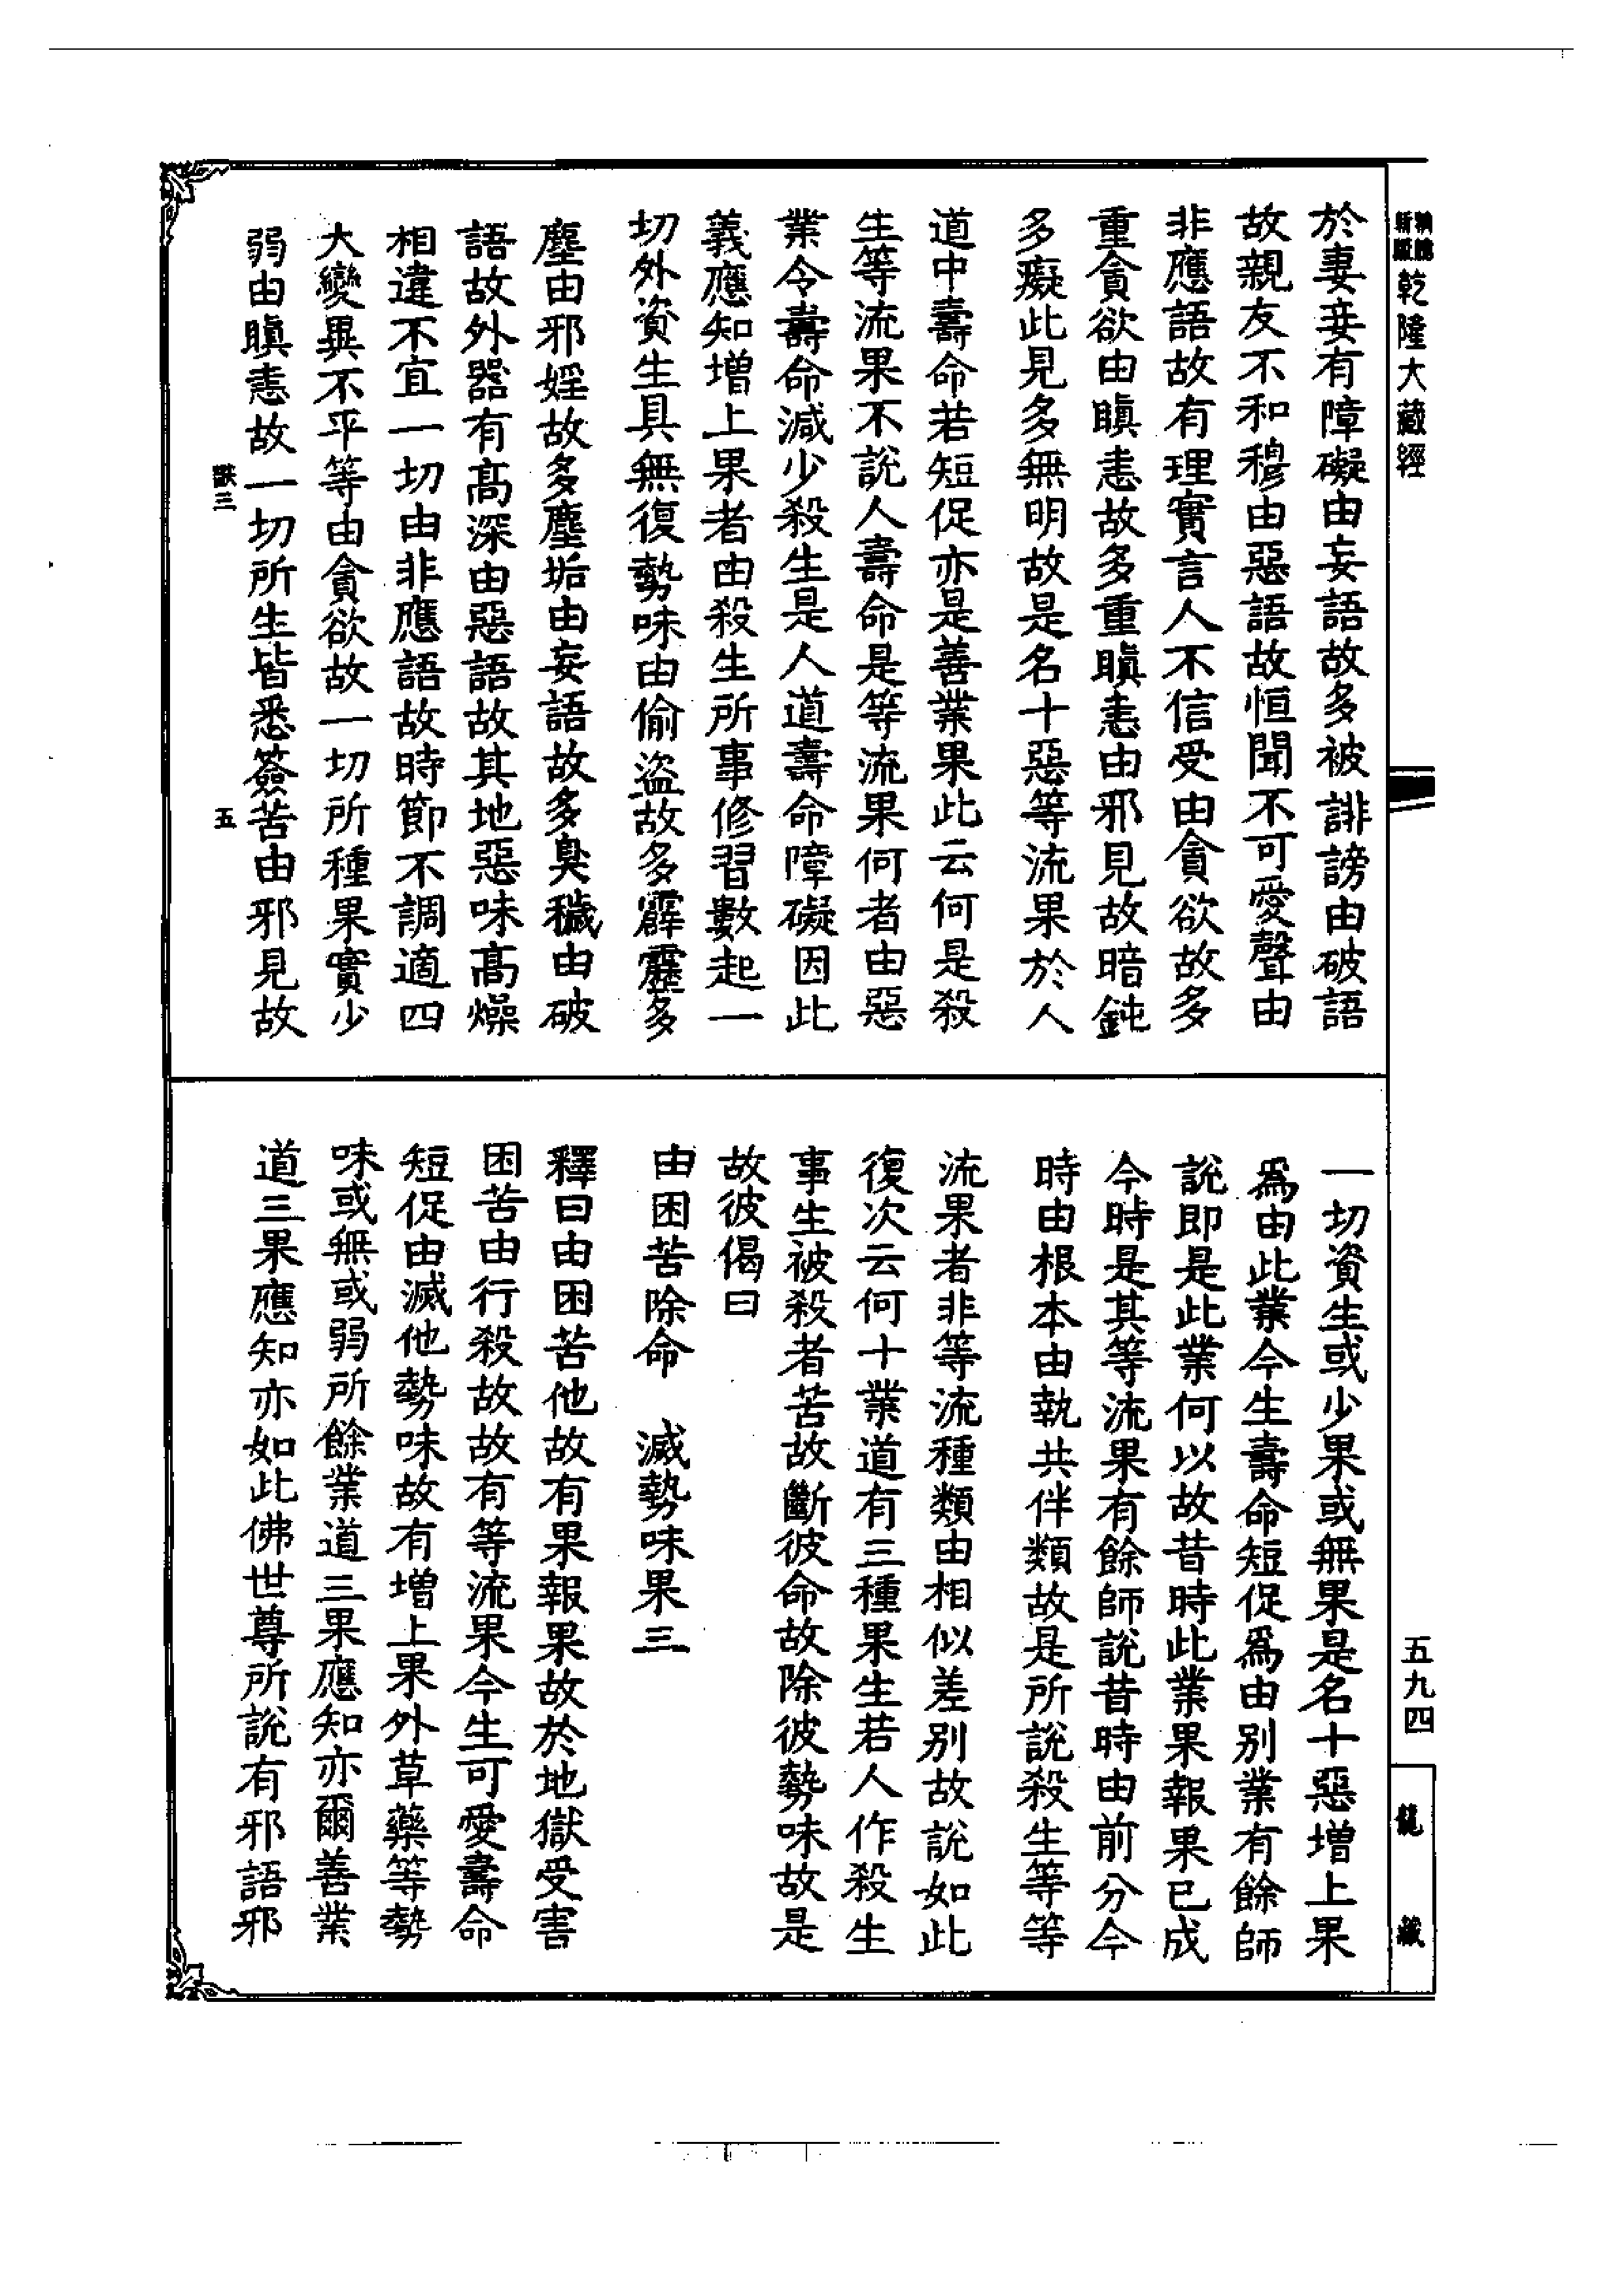 乾隆大藏經
於妻妾有障礙由妄語故多被誹謗由破語
故親友不和穆由惡語故恒聞不可愛聲由
非應語故有理實言人不信受由貪欲故多
重貪欲由瞋恚故多重瞋恚由邪見故暗鈍
多癡此見多無明故是名十惡等流果於人
道中壽命若短促亦是善業果此云何是殺
生等流果不說人壽命是等流果何者由惡
業令壽命減少殺生是人道壽命障礙因此
義應知增上果者由殺生所事修習數起一
切外資生具無復勢味由偷盜故多霹靂多
塵由邪婬故多塵垢由妄語故多臭穢由破
語故外器有髙深由惡語故其地惡味髙燥
相違不宜一切由非應語故時節不調適四
大變異不平等由貪欲故一切所種果實少
弱由瞋恚故一切所生皆悉簽苦由邪見故
獸三　五
一切資生或少果或無果是名十惡增上果
爲由此業今生壽命短促爲由別業有餘師
說即是此業何以故昔時此業果報果已成
今時是其等流果有餘師說昔時由前分今
時由根本由執共伴類故是所說殺生等等
流果者非等流種類由相似差別故說如此
復次云何十業道有三種果生若人作殺生
事生被殺者苦故斷彼命故除彼勢味故是
故彼偈曰
由困苦除命　滅勢味果三
釋曰由困苦他故有果報果故於地獄受害
困苦由行殺故故有等流果今生可愛壽命
短促由滅他勢味故有增上果外草藥等勢
味或無或弱所餘業道三果應知亦爾善業
道三果應知亦如此佛世尊所說有邪語邪
五九四
龍藏